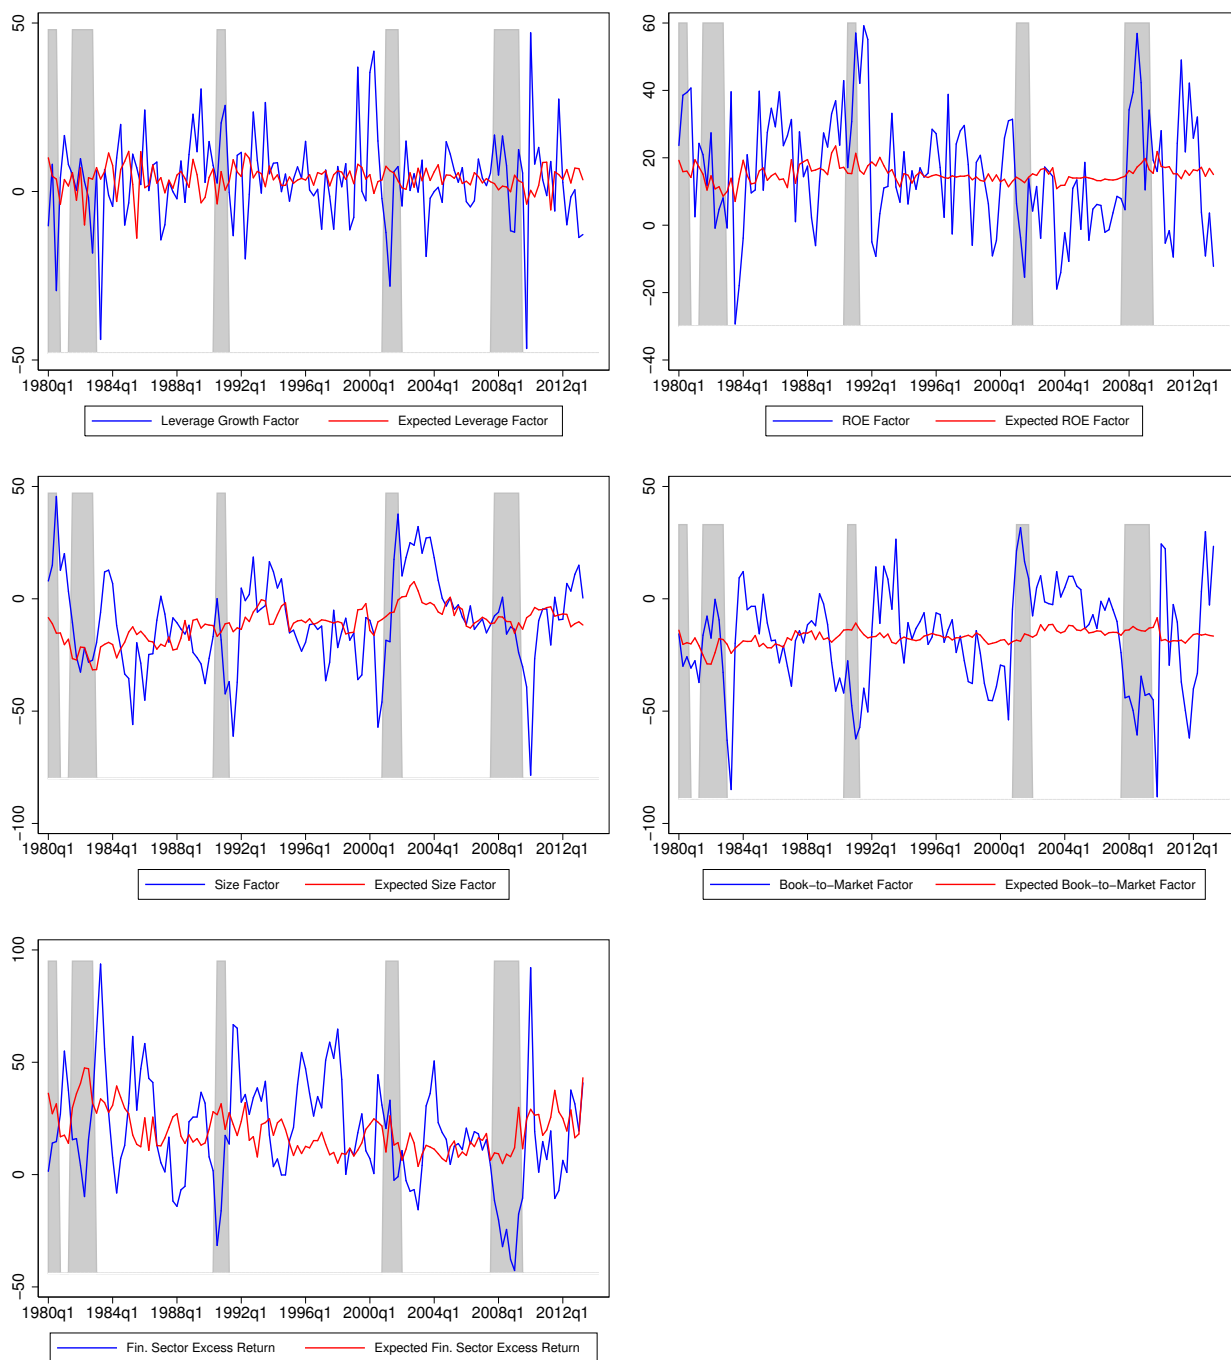 50
0
−50
1980q1 1984q1 1988q1 1992q1 1996q1 2000q1 2004q1 2008q1 2012q1
Leverage Growth Factor Expected Leverage Factor
60
40
20
0
−20
−40
1980q1 1984q1 1988q1 1992q1 1996q1 2000q1 2004q1 2008q1 2012q1
ROE Factor Expected ROE Factor
50
0
−50
−100
1980q1 1984q1 1988q1 1992q1 1996q1 2000q1 2004q1 2008q1 2012q1
Size Factor Expected Size Factor
50
0
−50
−100
1980q1 1984q1 1988q1 1992q1 1996q1 2000q1 2004q1 2008q1 2012q1
Book−to−Market Factor Expected Book−to−Market Factor
100
50
0
−50
1980q1 1984q1 1988q1 1992q1 1996q1 2000q1 2004q1 2008q1 2012q1
Fin. Sector Excess Return Expected Fin. Sector Excess Return